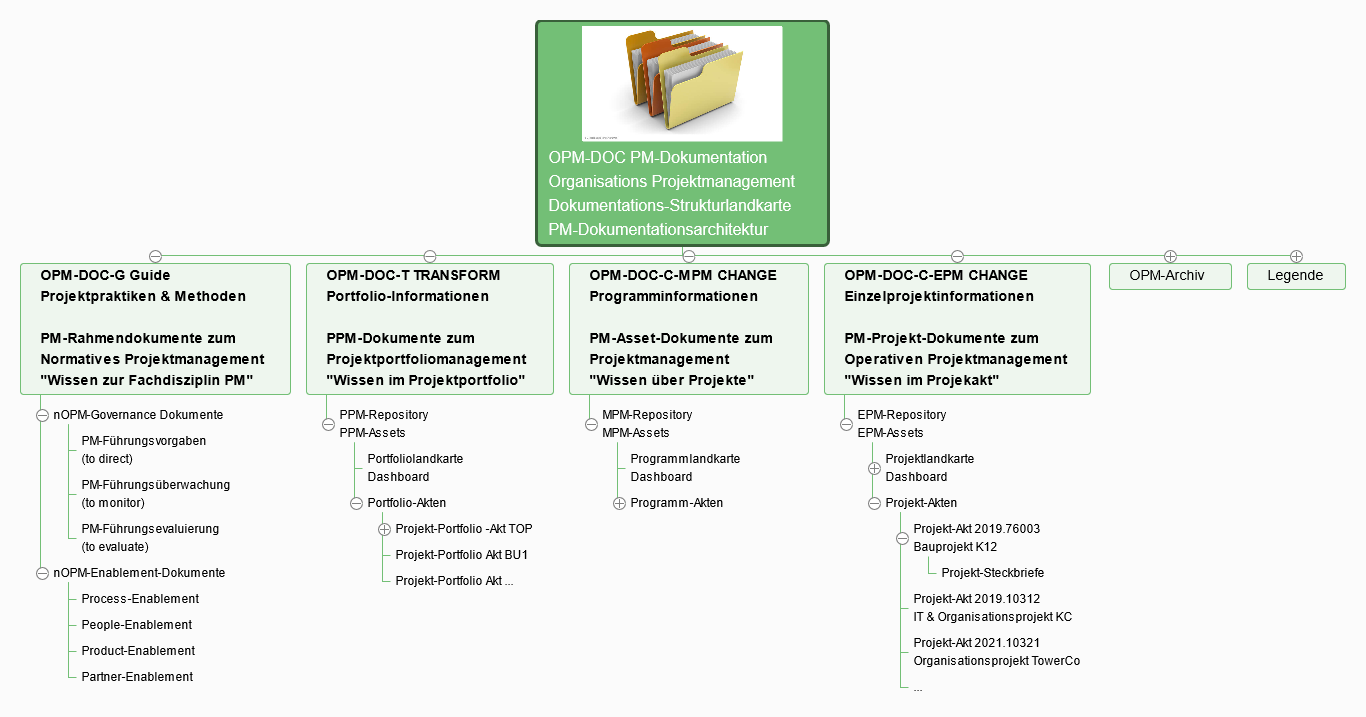 OPM-DOC PM-Dokumentation
Organisations Projektmanagement
Dokumentations-Strukturlandkarte
PM-Dokumentationsarchitektur
OPM-DOC-G Guide
Projektpraktiken & Methoden
PM-Rahmendokumente zum
Normatives Projektmanagement
"Wissen zur Fachdisziplin PM"
nOPM-Governance Dokumente
PM-Führungsvorgaben
(to direct)
PM-Führungsüberwachung
(to monitor)
PM-Führungsevaluierung
(to evaluate)
nOPM-Enablement-Dokumente
Process-Enablement
People-Enablement
Product-Enablement
Partner-Enablement
OPM-DOC-T TRANSFORM
Portfolio-Informationen
PPM-Dokumente zum
Projektportfoliomanagement
"Wissen im Projektportfolio"
PPM-Repository
PPM-Assets
Portfoliolandkarte
Dashboard
Portfolio-Akten
Projekt-Portfolio -Akt TOP
Projekt-Portfolio Akt BU1
Projekt-Portfolio Akt ...
OPM-DOC-C-MPM CHANGE
Programminformationen
PM-Asset-Dokumente zum
Projektmanagement
"Wissen über Projekte"
MPM-Repository
MPM-Assets
Programmlandkarte
Dashboard
Programm-Akten
OPM-DOC-C-EPM CHANGE
Einzelprojektinformationen
PM-Projekt-Dokumente zum
Operativen Projektmanagement
"Wissen im Projekakt"
EPM-Repository
EPM-Assets
Projektlandkarte
Dashboard
Projekt-Akten
Projekt-Akt 2019.76003
Bauprojekt K12
Projekt-Steckbriefe
Projekt-Akt 2019.10312
IT & Organisationsprojekt KC
Projekt-Akt 2021.10321
Organisationsprojekt TowerCo
...
OPM-Archiv
Legende